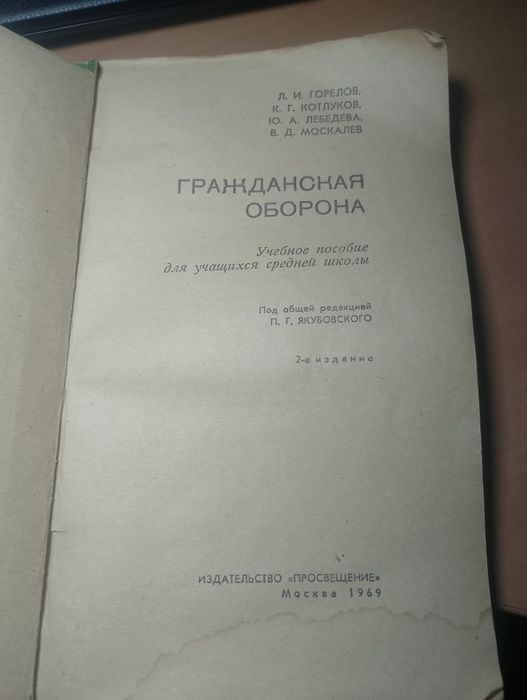 Л. И. ГОРЕЛОВ,
К. Г. КОТЛУКОВ,
Ю. А. ЛЕБЕДЕВА,
В. Д. МОСКАЛЕВ
ГРАЖДАНСКАЯ
ОБОРОНА
Учебное пособие
для учащихся средней школы
Под общей редакцией
П. Г. ЯКУБОВСКОГО
2-е издание
ИЗДАТЕЛЬСТВО «ПРОСВЕЩЕНИЕ»
Москва 1969